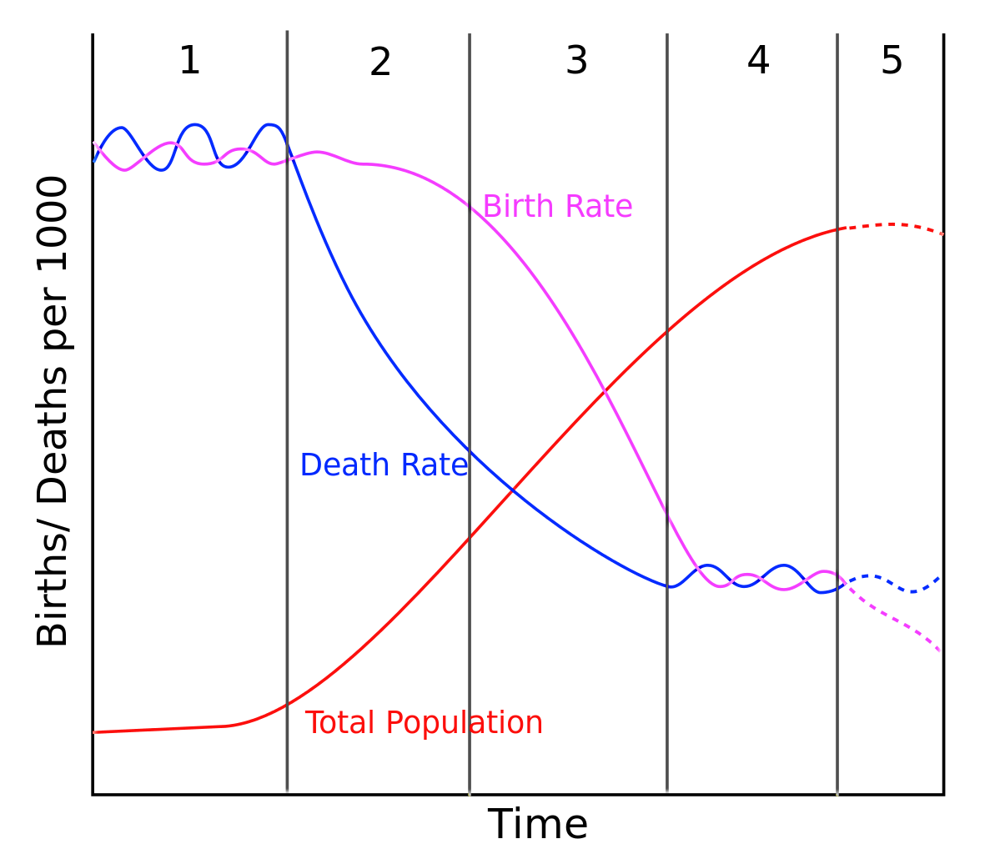 1
2
3
4
5
Births/ Deaths per 1000
Birth Rate
Death Rate
Total Population
Time